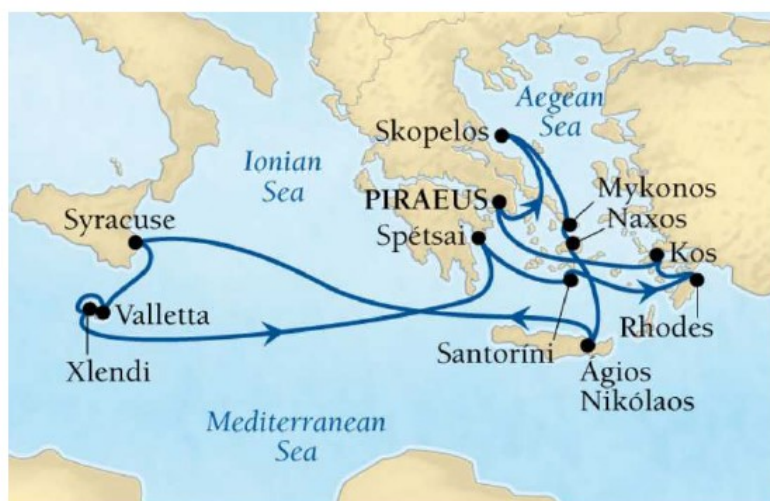 Aegean
Sea
Skopelos
Ionian
Sea
PIRAEUS
Mykonos
Naxos
Syracuse
Spétsai
Kos
Valletta
Rhodes
Xlendi
Santoríni
Ágios
Nikólaos
Mediterranean
Sea